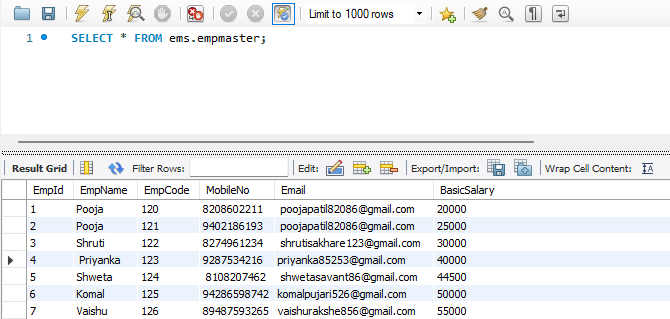 Limit to 1000 rows
1 SELECT * FROM ems.empmaster;
Result Grid Filter Rows: Edit: Export/Import: Wrap Cell Content: IA
EmpId EmpName EmpCode MobileNo Email BasicSalary
1 Pooja 120 8208602211 poojapatil82086@gmail.com 20000
2 Pooja 121 9402186193 poojapatil82086@gmail.com 25000
3 Shruti 122 8274961234 shrutisakhare123@gmail.com 30000
4 Priyanka 123 9287534216 priyanka85253@gmail.com 40000
5 Shweta 124 8108207462 shwetasavant86@gmail.com 44500
6 Komal 125 94286598742 komalpujari526@gmail.com 50000
7 Vaishu 126 89487593265 vaishurakshe856@gmail.com 55000